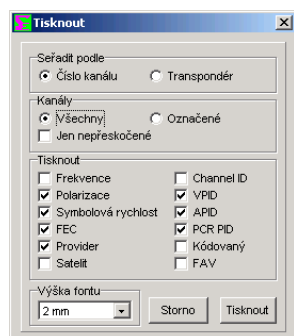 Tisknout
Seřadit podle
Číslo kanálu Transpondér
Kanály
Všechny Označené
Jen nepřeskočené
Tisknout
Frekvence Channel ID
Polarizace VPID
Symbolová rychlost APID
FEC PCR PID
Provider Kódovaný
Satelit FAV
Výška fontu
2 mm Storno Tisknout